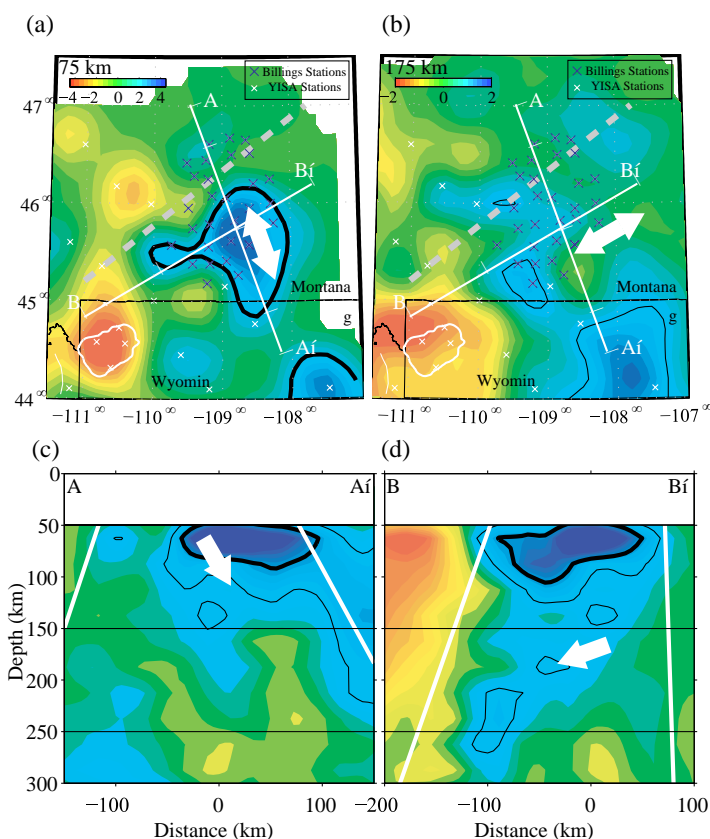 (a)
(b)
75 km
−4 −2 0 2 4
× Billings Stations
× YISA Stations
175 km
−2 0 2
× Billings Stations
× YISA Stations
47 ∞
46 ∞
45 ∞
44 ∞
A
Bí
B
Aí
Montana
g
Wyomin
A
Bí
B
Aí
Montana
g
Wyomin
−111 ∞ −110 ∞ −109 ∞ −108 ∞
−111 ∞ −110 ∞ −109 ∞ −108 ∞ −107 ∞
(c)
(d)
A Aí
B Bí
0
50
100
150
200
250
300
Depth (km)
−100 0 100
−200 −100 0 100
Distance (km)
Distance (km)